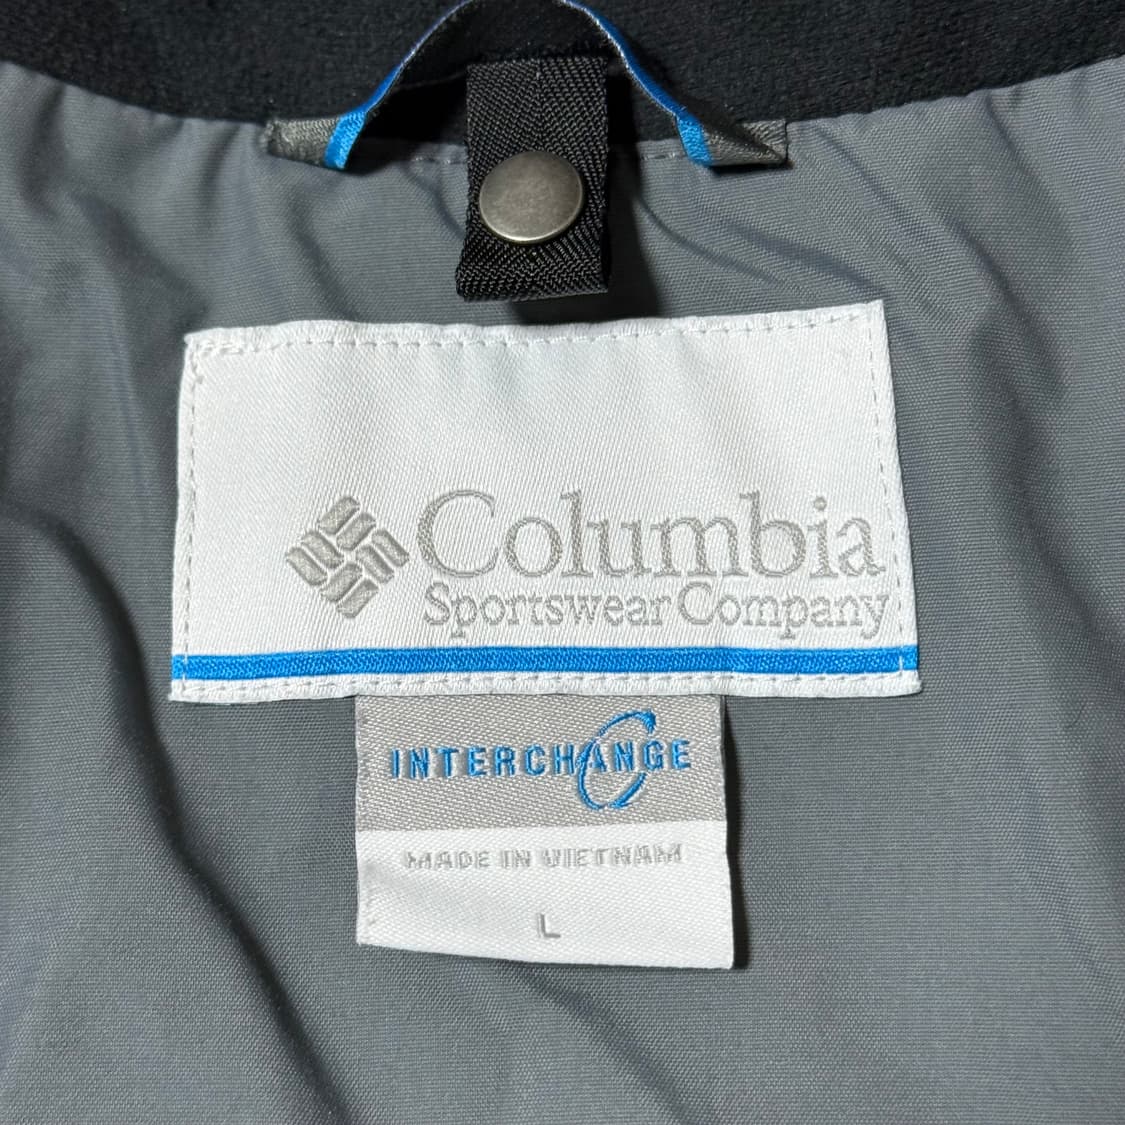 Columbia
Sportswear Company
INTERCHANGE
MADE IN VIETNAM
L